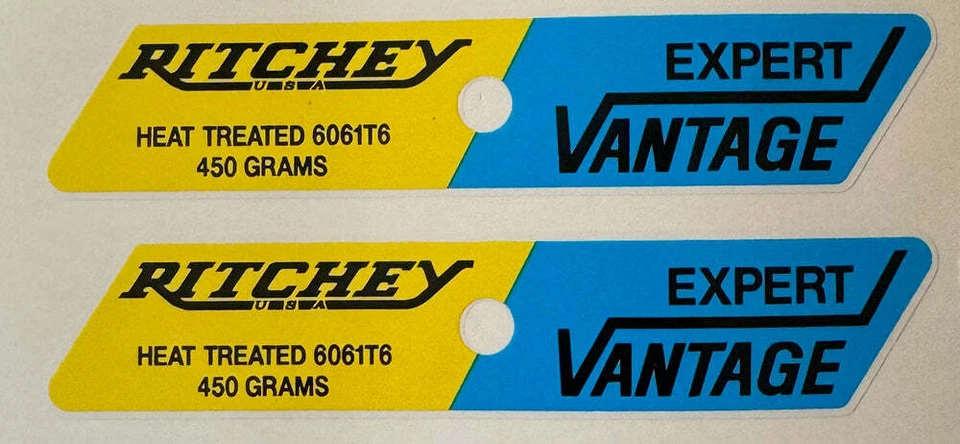 RITCHEY
USA
HEAT TREATED 6061T6
450 GRAMS
EXPERT
VANTAGE
RITCHEY
USA
HEAT TREATED 6061T6
450 GRAMS
EXPERT
VANTAGE